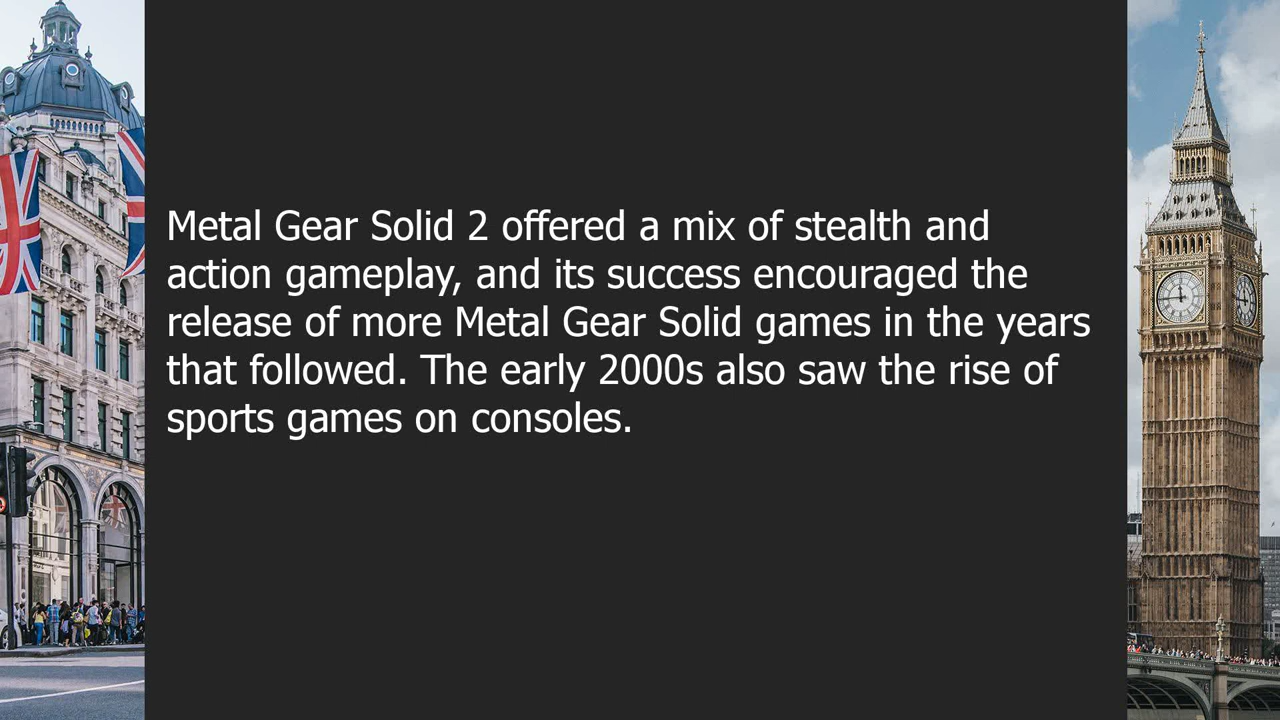 Metal Gear Solid 2 offered a mix of stealth and
action gameplay, and its success encouraged the
release of more Metal Gear Solid games in the years
that followed. The early 2000s also saw the rise of
sports games on consoles.